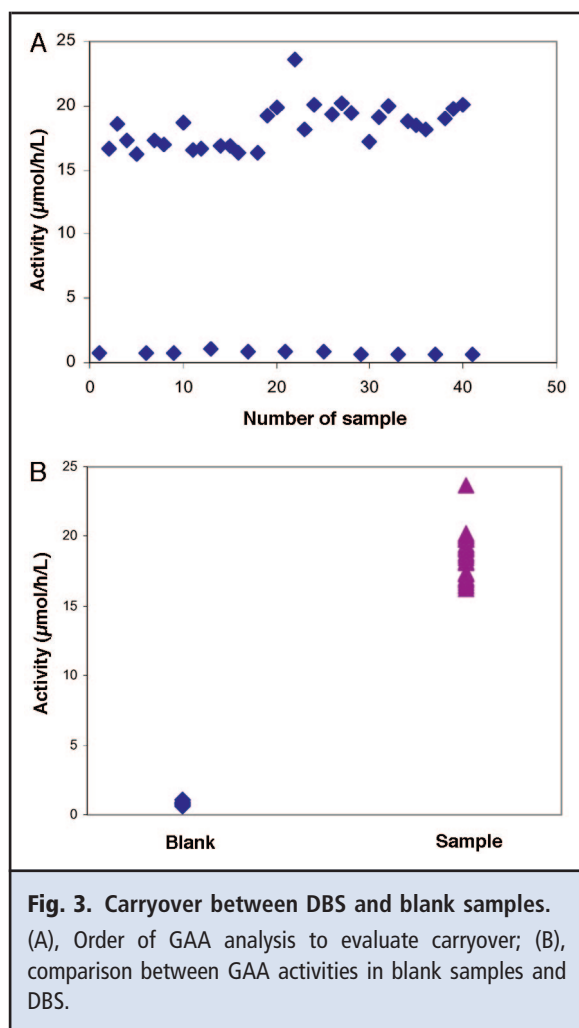 A
25
20
15
10
5
0
Activity (µmol/h/L)
0 10 20 30 40 50
Number of sample
B
25
20
15
10
5
0
Activity (µmol/h/L)
Blank Sample
Fig. 3. Carryover between DBS and blank samples.
(A), Order of GAA analysis to evaluate carryover; (B),
comparison between GAA activities in blank samples and
DBS.